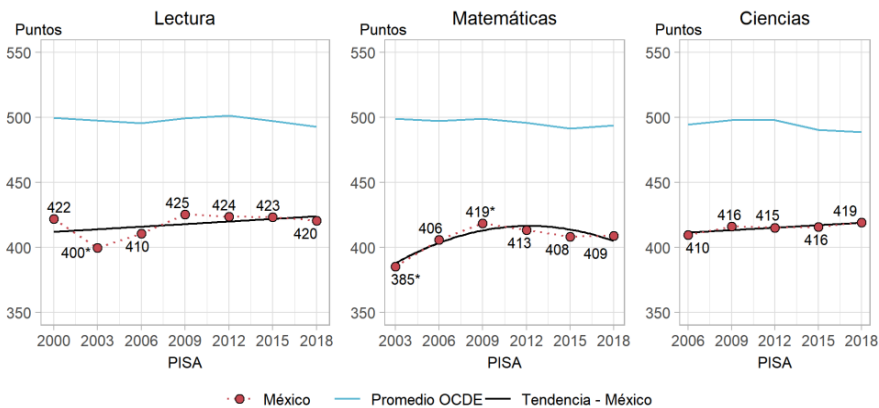 Lectura
Puntos
550
500
450
400
350
422
400*
410
425
424
423
420
2000 2003 2006 2009 2012 2015 2018
PISA
Matemáticas
Puntos
550
500
450
400
350
385*
406
419*
413
408
409
2003 2006 2009 2012 2015 2018
PISA
Ciencias
Puntos
550
500
450
400
350
410
416
415
416
419
2006 2009 2012 2015 2018
PISA
México Promedio OCDE Tendencia - México